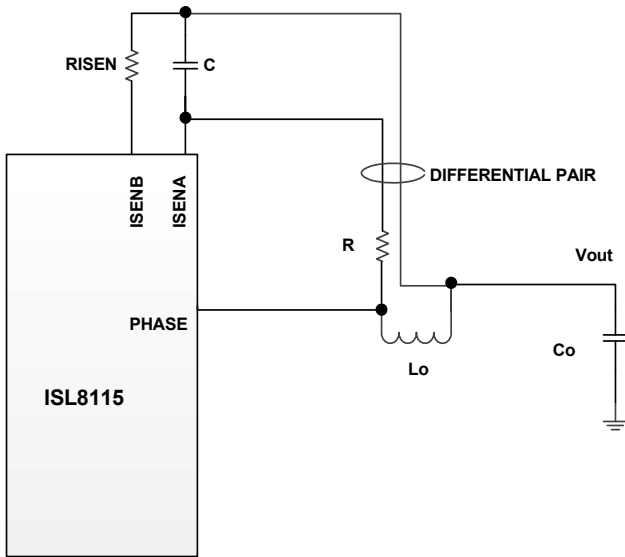 RISEN
C
ISENB
ISENA
DIFFERENTIAL PAIR
R
Vout
PHASE
Co
Lo
ISL8115